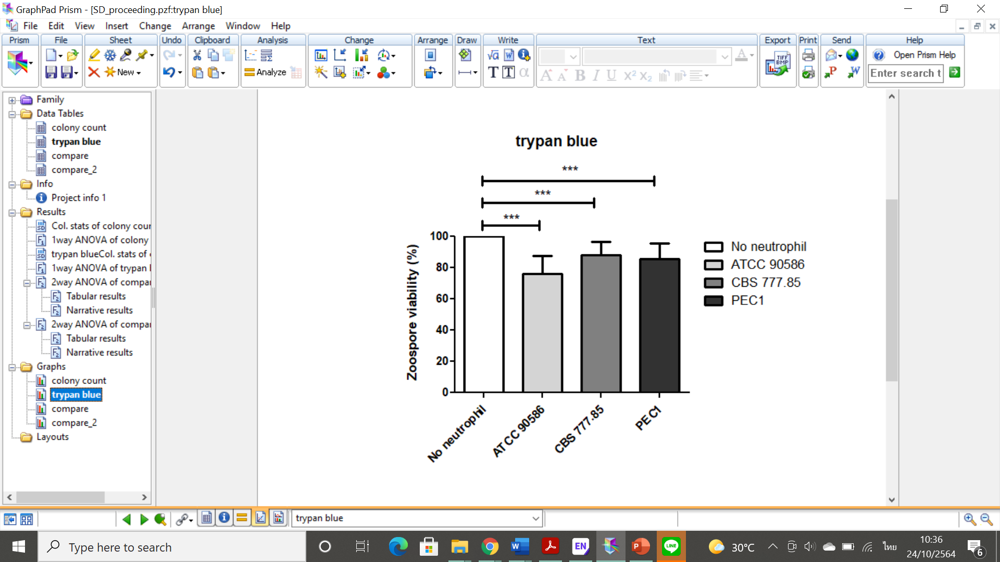 GraphPad Prism - [SD_proceeding.pzf:trypan blue]
File Edit View Insert Change Arrange Window Help
Prism File Sheet Undo Clipboard Analysis Change Arrange Draw Write Text Export Print Send Help
Open Prism Help
New
Analyze
TIFF
BMP
Enter search t
Family
Data Tables
colony count
trypan blue
compare
compare_2
Info
Project info 1
Results
Col. stats of colony cour
1way ANOVA of colony
trypan blueCol. stats of
1way ANOVA of trypan
2way ANOVA of compa
Tabular results
Narrative results
2way ANOVA of compa
Tabular results
Narrative results
Graphs
colony count
trypan blue
compare
compare_2
Layouts
trypan blue
***
***
***
Zoospore viability (%)
100
80
60
40
20
0
No neutrophil
ATCC 90586
CBS 777.85
PEC1
No neutrophil
ATCC 90586
CBS 777.85
PEC1
trypan blue
Type here to search
EN
LINE
30°C
ไทย
10:36
24/10/2564
6